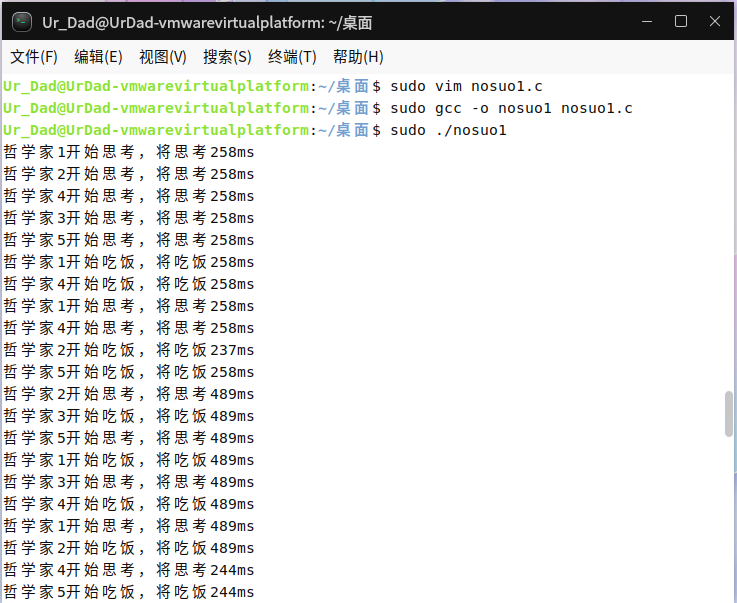 Ur_Dad@UrDad-vmwarevirtualplatform: ~/桌面
文件(F) 编辑(E) 视图(V) 搜索(S) 终端(T) 帮助(H)
Ur_Dad@UrDad-vmwarevirtualplatform:~/桌面$ sudo vim nosuo1.c
Ur_Dad@UrDad-vmwarevirtualplatform:~/桌面$ sudo gcc -o nosuo1 nosuo1.c
Ur_Dad@UrDad-vmwarevirtualplatform:~/桌面$ sudo ./nosuo1
哲学家1开始思考，将思考258ms
哲学家2开始思考，将思考258ms
哲学家4开始思考，将思考258ms
哲学家3开始思考，将思考258ms
哲学家5开始思考，将思考258ms
哲学家1开始吃饭，将吃饭258ms
哲学家4开始吃饭，将吃饭258ms
哲学家1开始思考，将思考258ms
哲学家4开始思考，将思考258ms
哲学家2开始吃饭，将吃饭237ms
哲学家5开始吃饭，将吃饭258ms
哲学家2开始思考，将思考489ms
哲学家3开始吃饭，将吃饭489ms
哲学家5开始思考，将思考489ms
哲学家1开始吃饭，将吃饭489ms
哲学家3开始思考，将思考489ms
哲学家4开始吃饭，将吃饭489ms
哲学家1开始思考，将思考489ms
哲学家2开始吃饭，将吃饭489ms
哲学家4开始思考，将思考244ms
哲学家5开始吃饭，将吃饭244ms